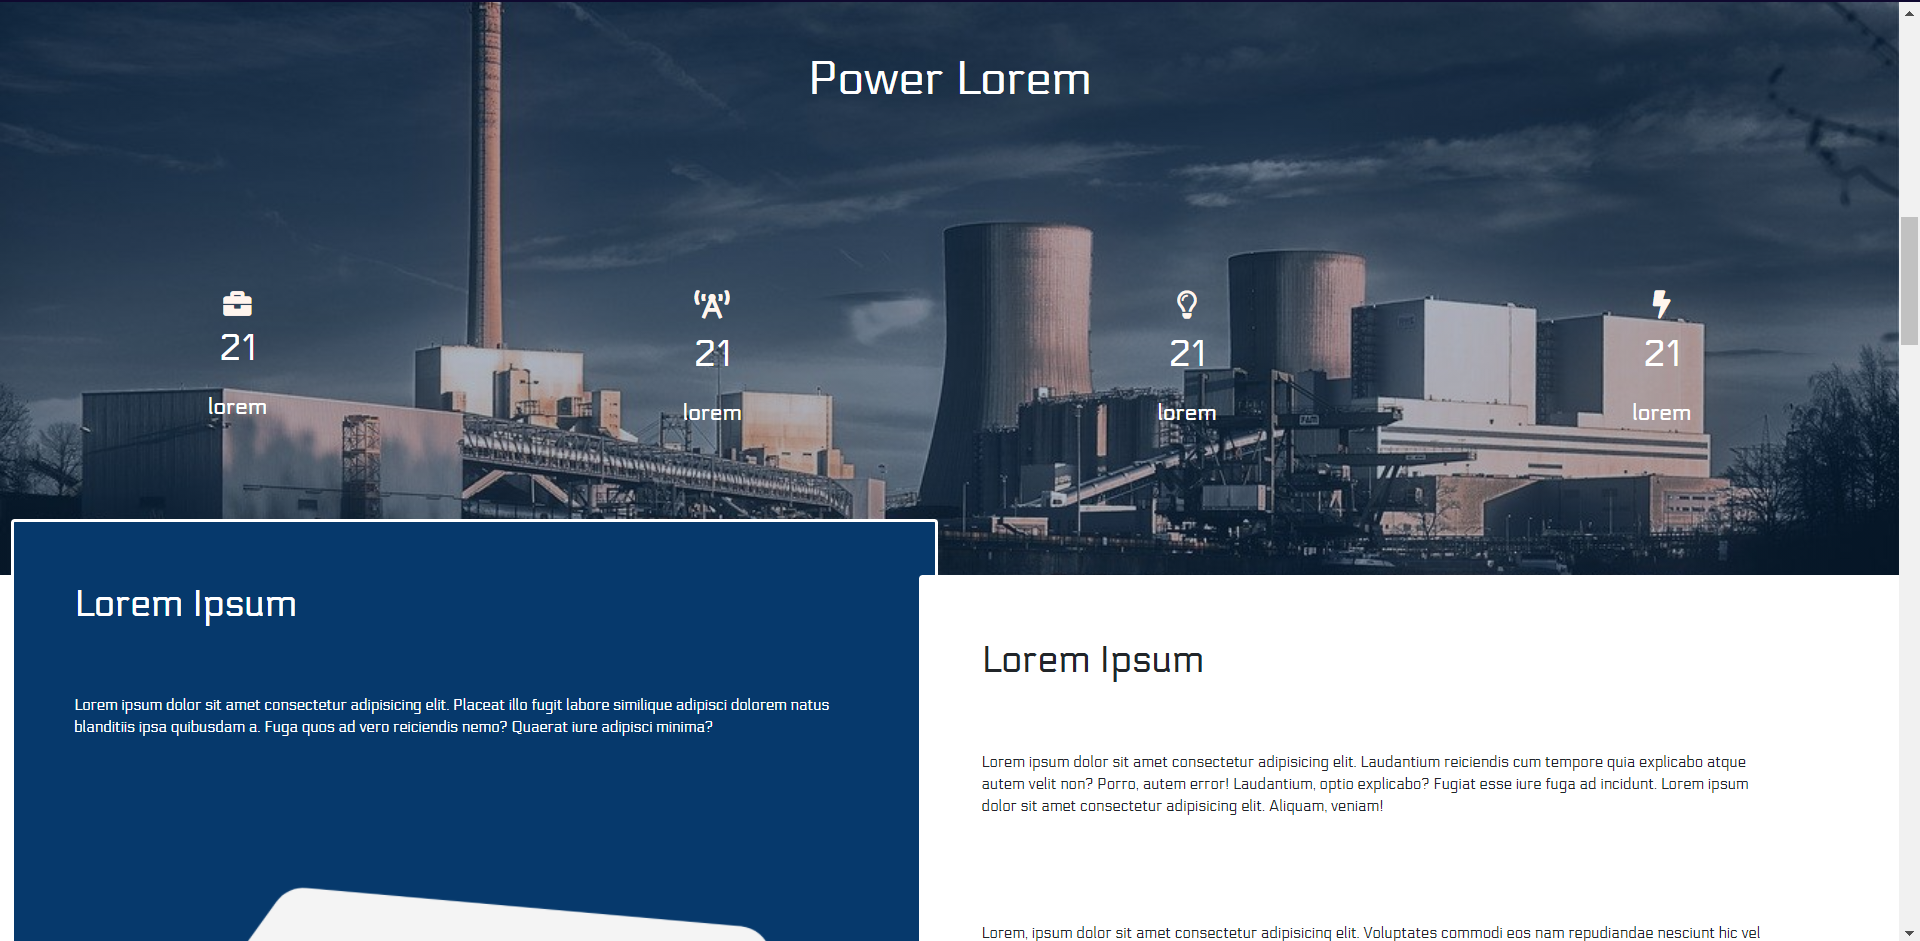 Power Lorem
21
21
21
21
lorem
lorem
lorem
lorem
Lorem Ipsum
Lorem ipsum dolor sit amet consectetur adipisicing elit. Placeat illo fugit labore similique adipisci dolorem natus
blanditiis ipsa quibusdam a. Fuga quos ad vero reiciendis nemo? Quaerat iure adipisci minima?
Lorem Ipsum
Lorem ipsum dolor sit amet consectetur adipisicing elit. Laudantium reiciendis cum tempore quia explicabo atque
autem velit non? Porro, autem error! Laudantium, optio explicabo? Fugiat esse iure fuga ad incidunt. Lorem ipsum
dolor sit amet consectetur adipisicing elit. Aliquam, veniam!
Lorem, ipsum dolor sit amet consectetur adipisicing elit. Voluptates commodi eos nam repudiandae nesciunt hic vel